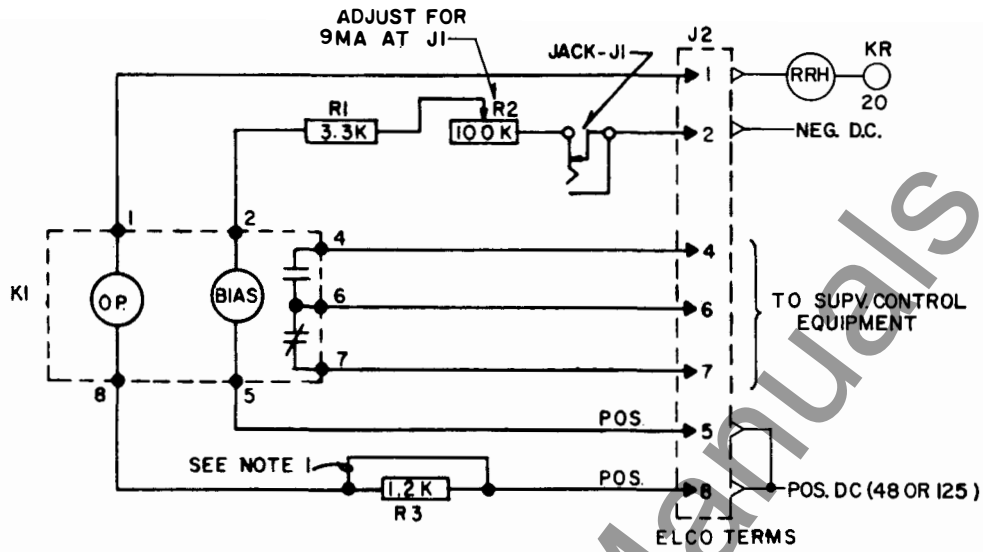 ADJUST FOR
9MA AT J1
JACK-J1
J2
KR
1
RRH
20
R1
3.3K
R2
100K
2
NEG. D.C.
1
2
4
4
K1
OP.
BIAS
6
6
TO SUPV. CONTROL
EQUIPMENT
7
7
8
5
POS.
5
SEE NOTE 1
1.2K
R3
POS.
8
POS. DC (48 OR 125)
ELCO TERMS
Manuals